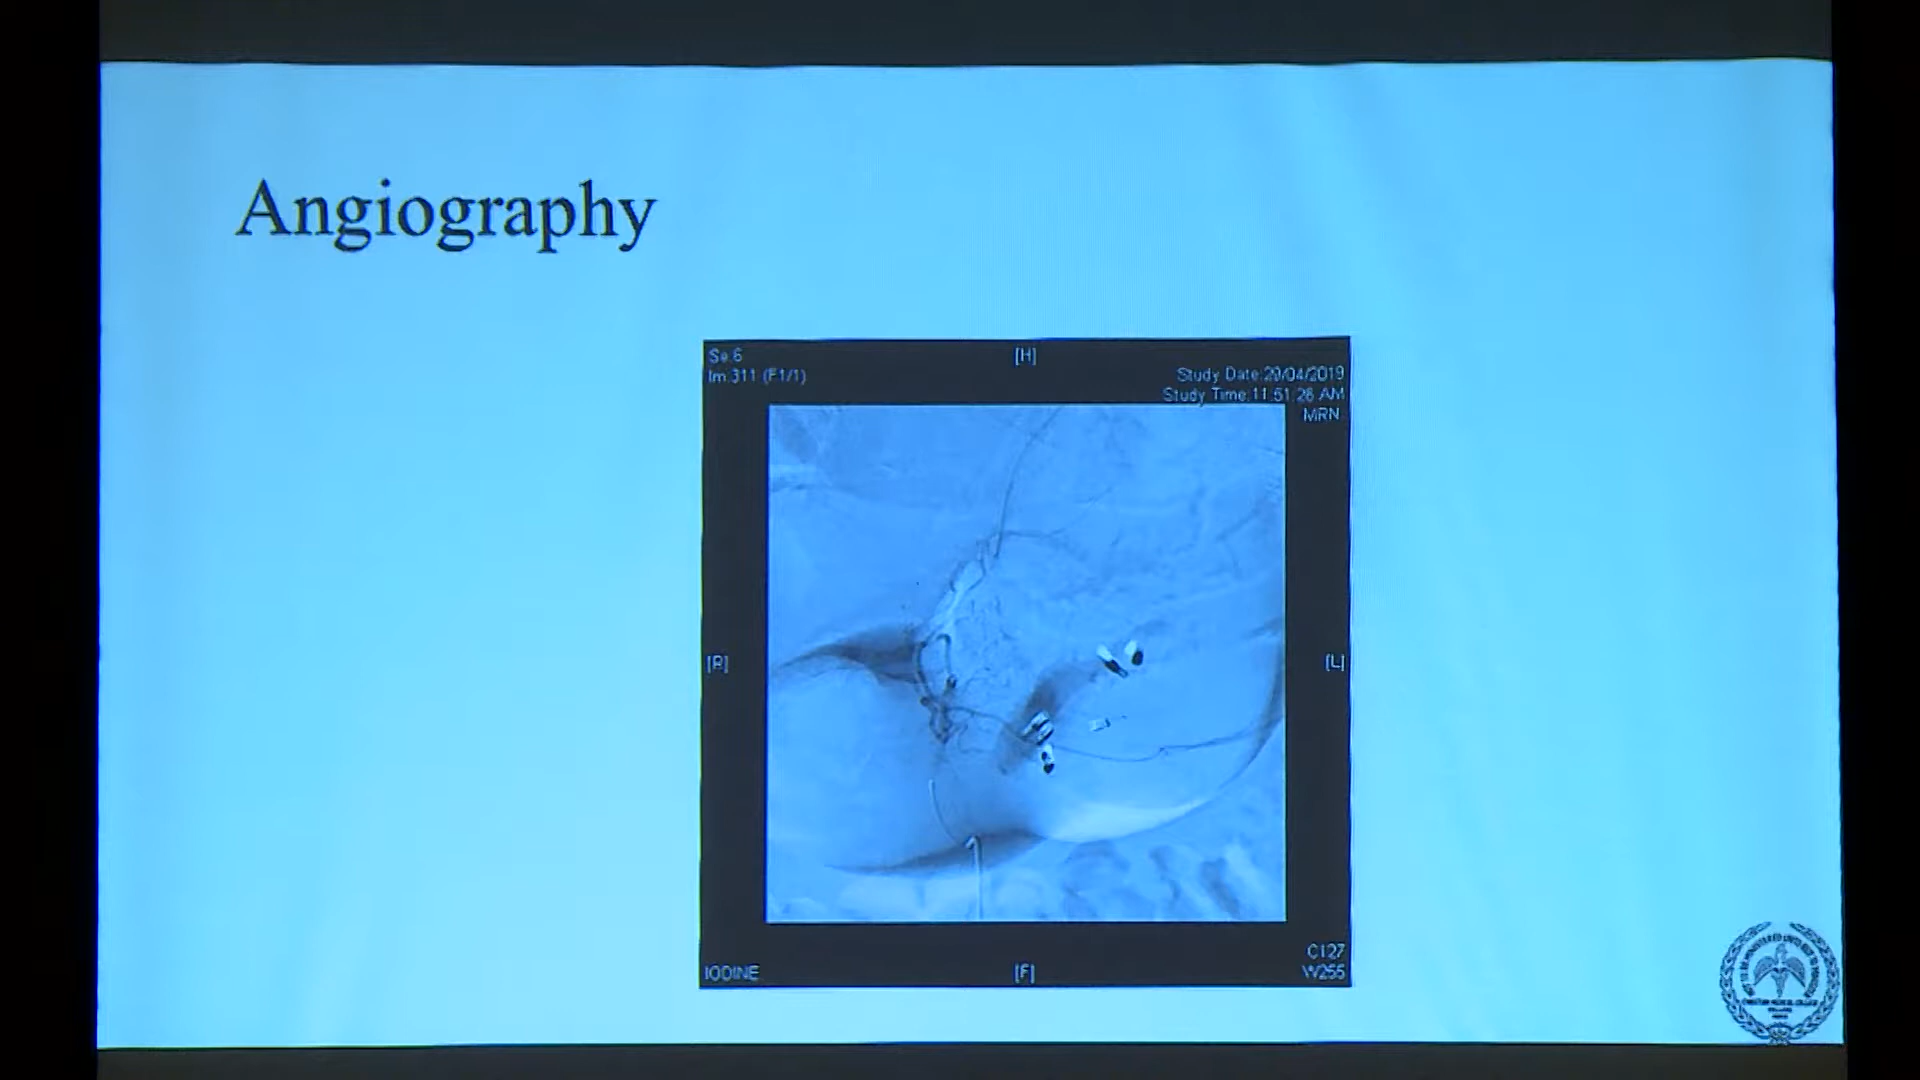 Angiography
Se:6
[H]
Im:311 (F1/1)
Study Date:29/04/2019
Study Time:11:51:26 AM
MRN
[R]
[L]
C127
IODINE
[F]
W255